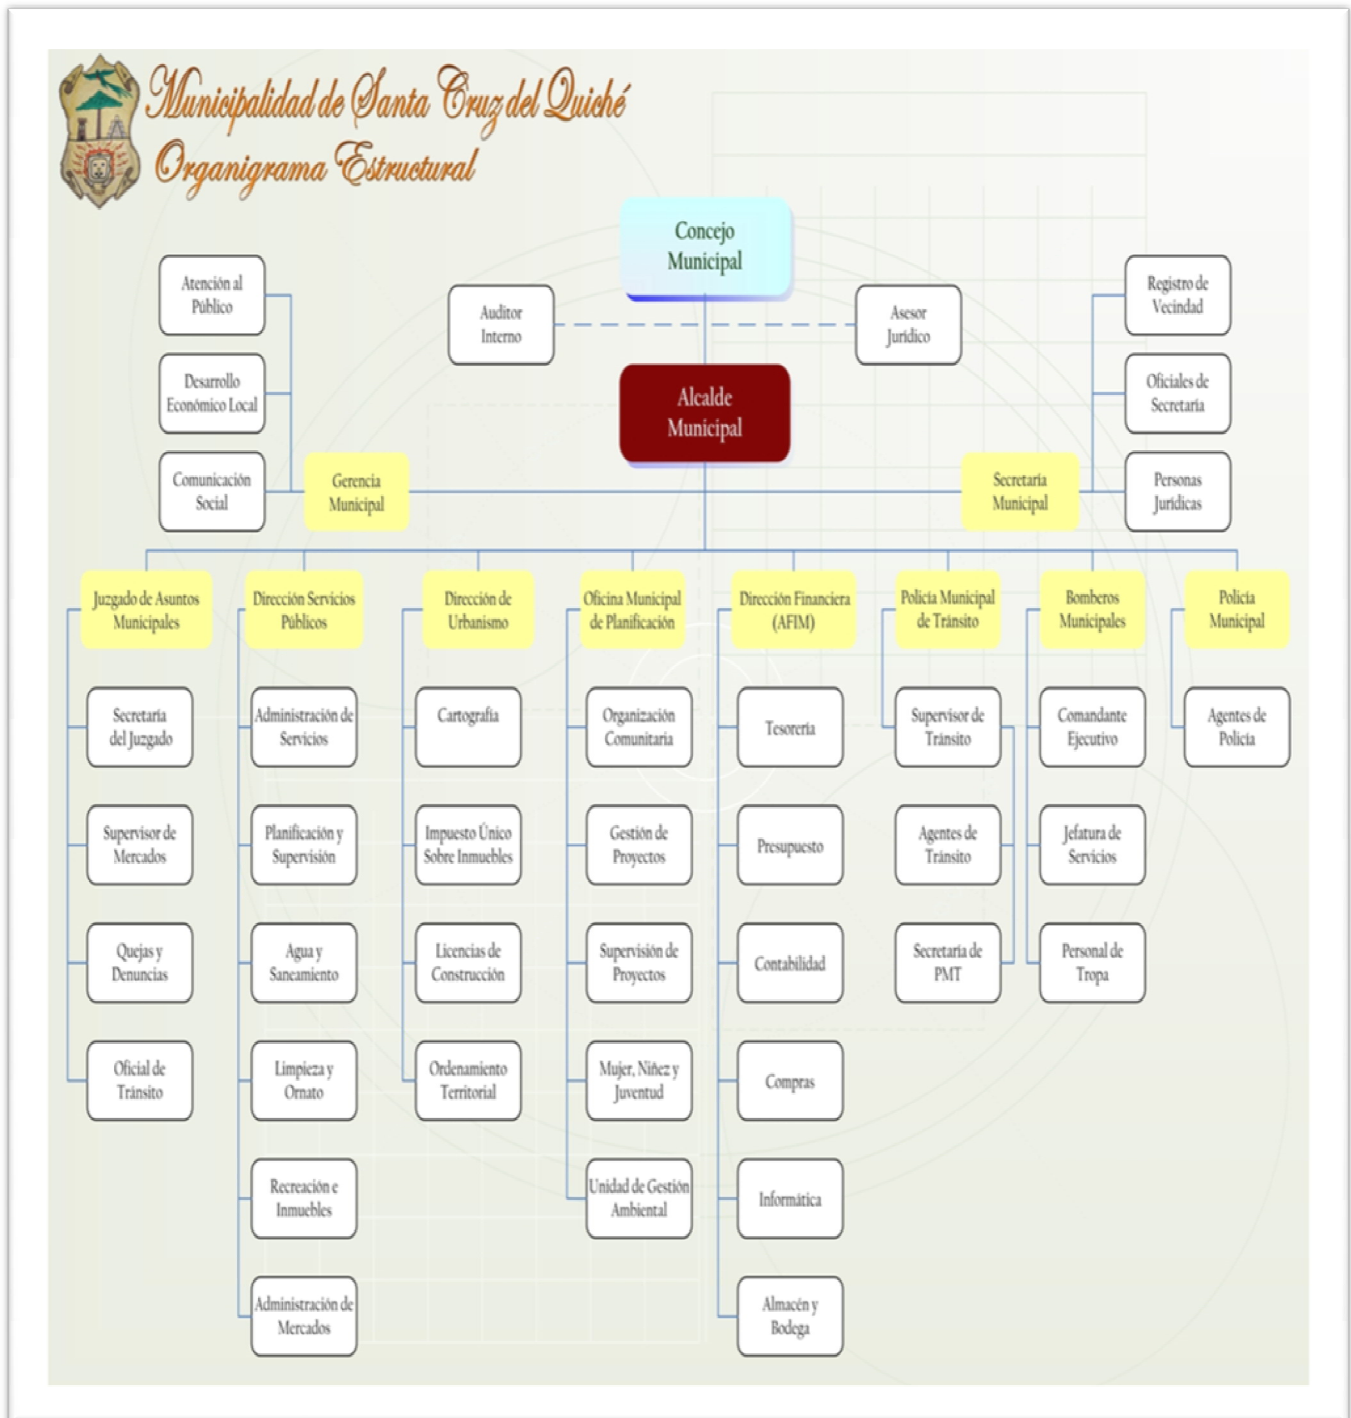 Municipalidad de Santa Cruz del Quiché
Organigrama Estructural
Concejo
Municipal
Atención al
Público
Auditor
Interno
Asesor
Jurídico
Registro de
Vecindad
Desarrollo
Económico Local
Alcalde
Municipal
Oficiales de
Secretaría
Comunicación
Social
Gerencia
Municipal
Secretaría
Municipal
Personas
Jurídicas
Juzgado de Asuntos
Municipales
Dirección Servicios
Públicos
Dirección de
Urbanismo
Oficina Municipal
de Planificación
Dirección Financiera
(AFIM)
Policía Municipal
de Tránsito
Bomberos
Municipales
Policía
Municipal
Secretaría
del Juzgado
Administración de
Servicios
Cartografía
Organización
Comunitaria
Tesorería
Supervisor de
Tránsito
Comandante
Ejecutivo
Agentes de
Policía
Supervisor de
Mercados
Planificación y
Supervisión
Impuesto Único
Sobre Inmuebles
Gestión de
Proyectos
Presupuesto
Agentes de
Tránsito
Jefatura de
Servicios
Quejas y
Denuncias
Agua y
Saneamiento
Licencias de
Construcción
Supervisión de
Proyectos
Contabilidad
Secretaría de
PMT
Personal de
Tropa
Oficial de
Tránsito
Limpieza y
Ornato
Ordenamiento
Territorial
Mujer, Niñez y
Juventud
Compras
Recreación e
Inmuebles
Unidad de Gestión
Ambiental
Informática
Administración de
Mercados
Almacén y
Bodega